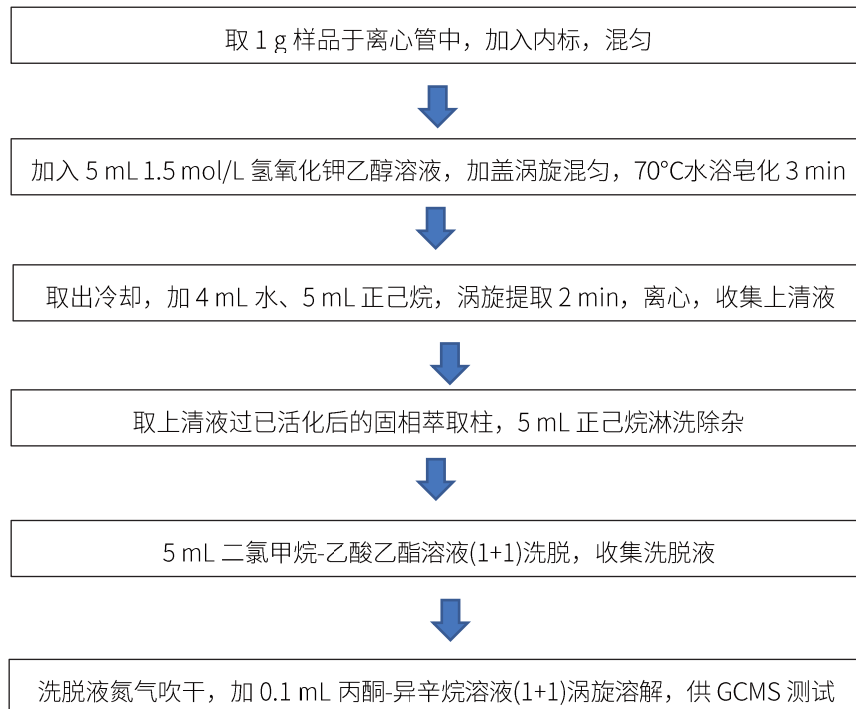 取 1 g 样品于离心管中，加入内标，混匀
加入 5 mL 1.5 mol/L 氢氧化钾乙醇溶液，加盖涡旋混匀，70°C水浴皂化 3 min
取出冷却，加 4 mL 水、5 mL 正己烷，涡旋提取 2 min，离心，收集上清液
取上清液过已活化后的固相萃取柱，5 mL 正己烷淋洗除杂
5 mL 二氯甲烷-乙酸乙酯溶液(1+1)洗脱，收集洗脱液
洗脱液氮气吹干，加 0.1 mL 丙酮-异辛烷溶液(1+1)涡旋溶解，供 GCMS 测试